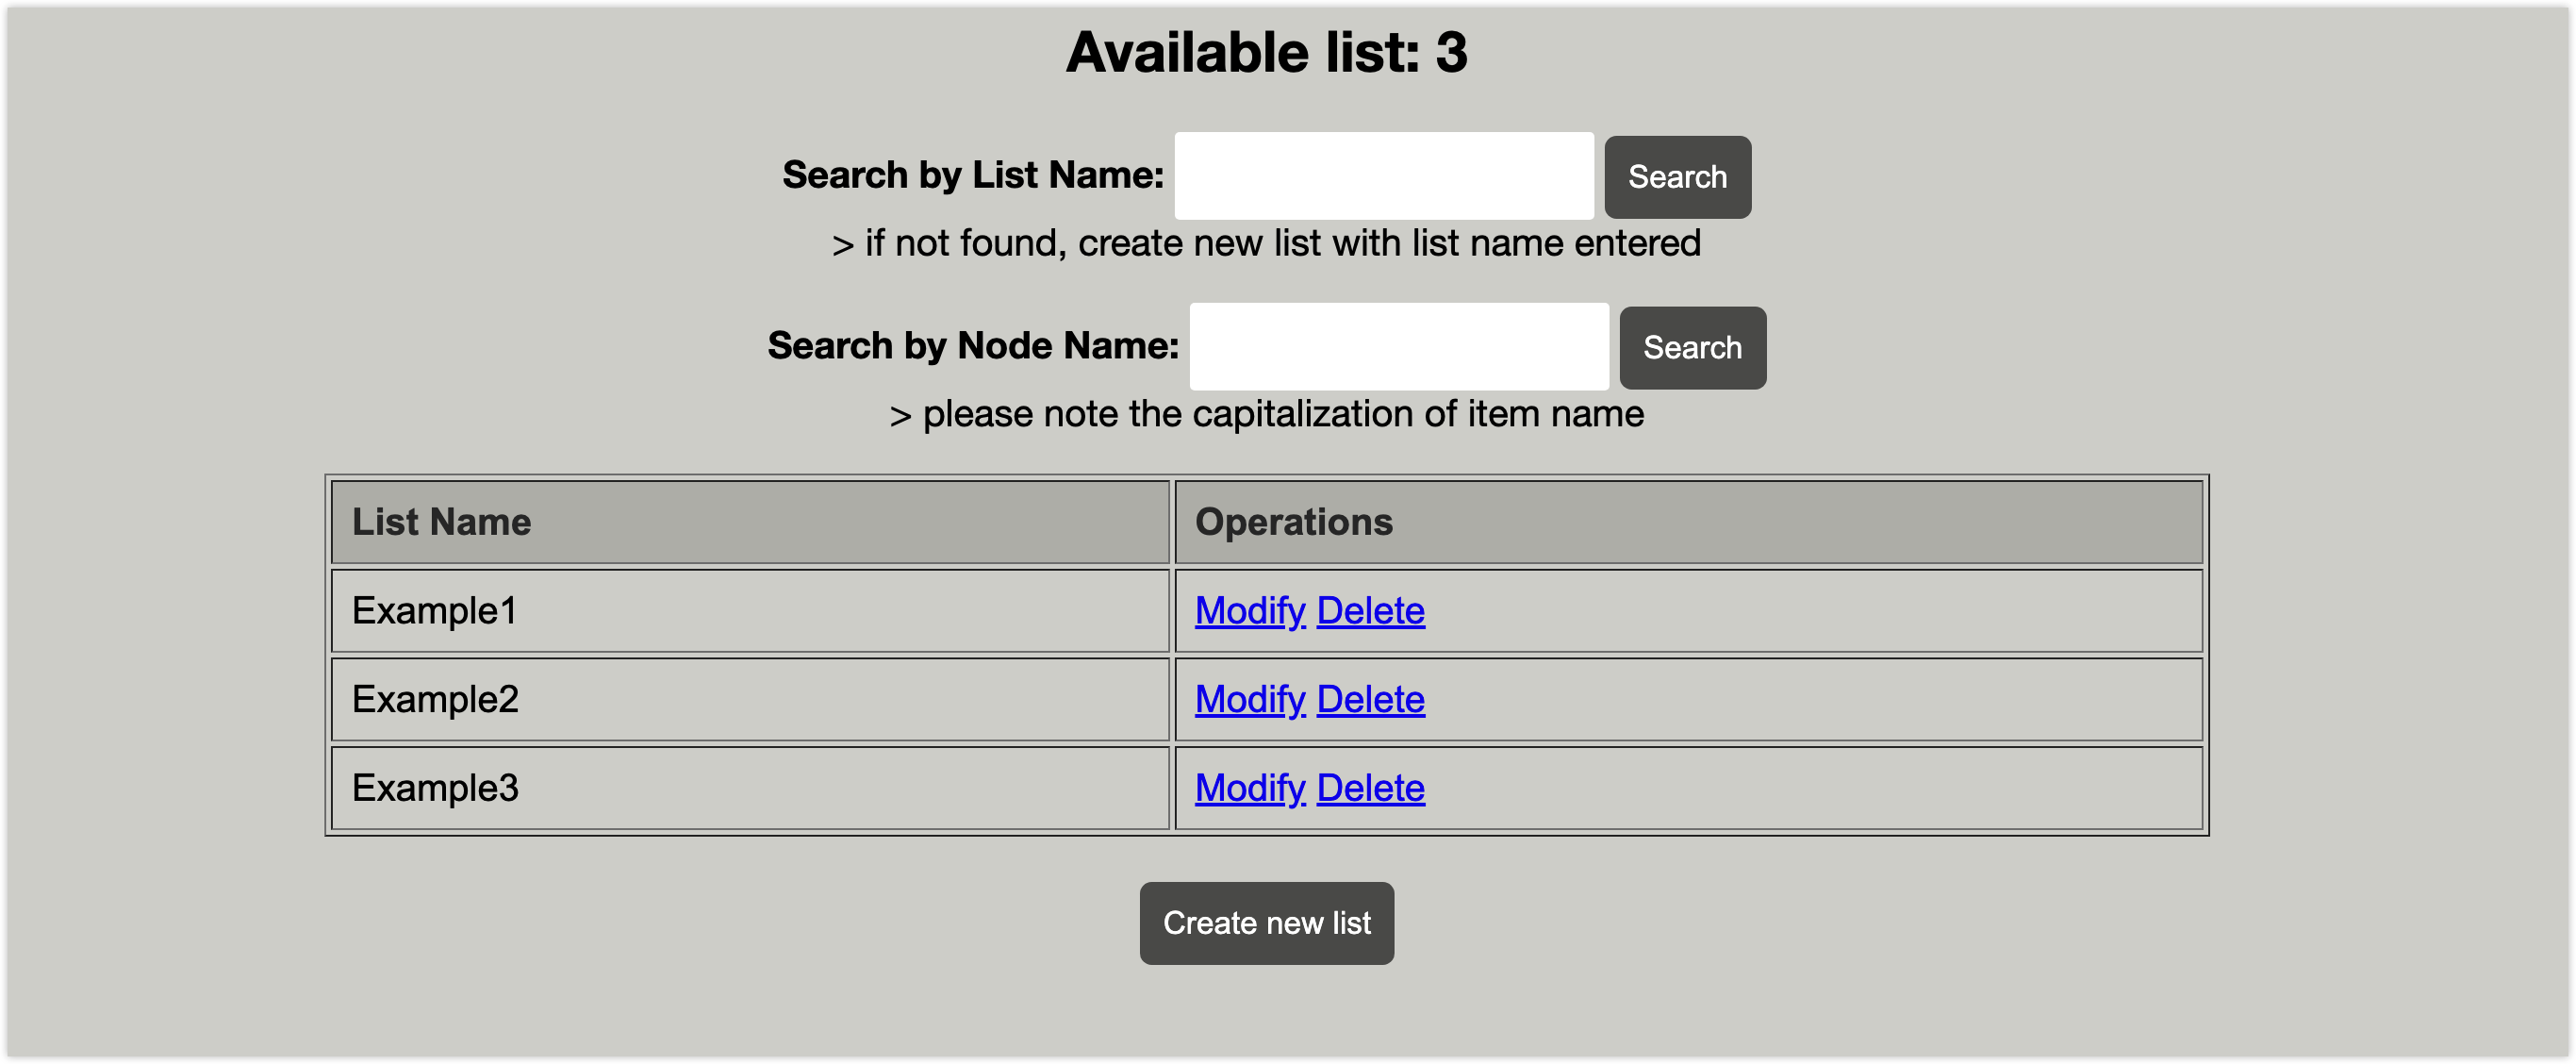 Available list: 3
Search by List Name: Search
> if not found, create new list with list name entered
Search by Node Name: Search
> please note the capitalization of item name
List Name Operations
Example1 Modify Delete
Example2 Modify Delete
Example3 Modify Delete
Create new list